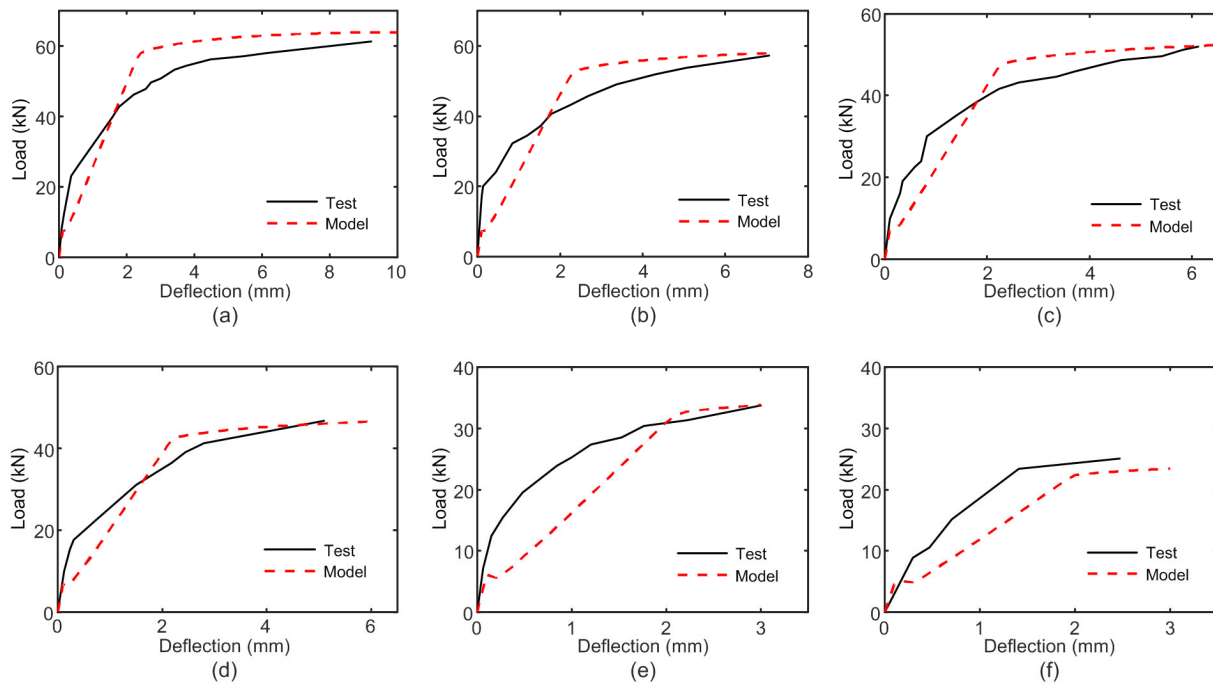 60
40
20
0
Load (kN)
Test
Model
0 2 4 6 8 10
Deflection (mm)
(a)
80
60
40
20
0
Load (kN)
Test
Model
0 2 4 6 8
Deflection (mm)
(b)
60
50
40
30
20
10
0
Load (kN)
Test
Model
0 2 4 6
Deflection (mm)
(c)
60
40
20
0
Load (kN)
Test
Model
0 2 4 6
Deflection (mm)
(d)
40
30
20
10
0
Load (kN)
Test
Model
0 1 2 3
Deflection (mm)
(e)
40
30
20
10
0
Load (kN)
Test
Model
0 1 2 3
Deflection (mm)
(f)